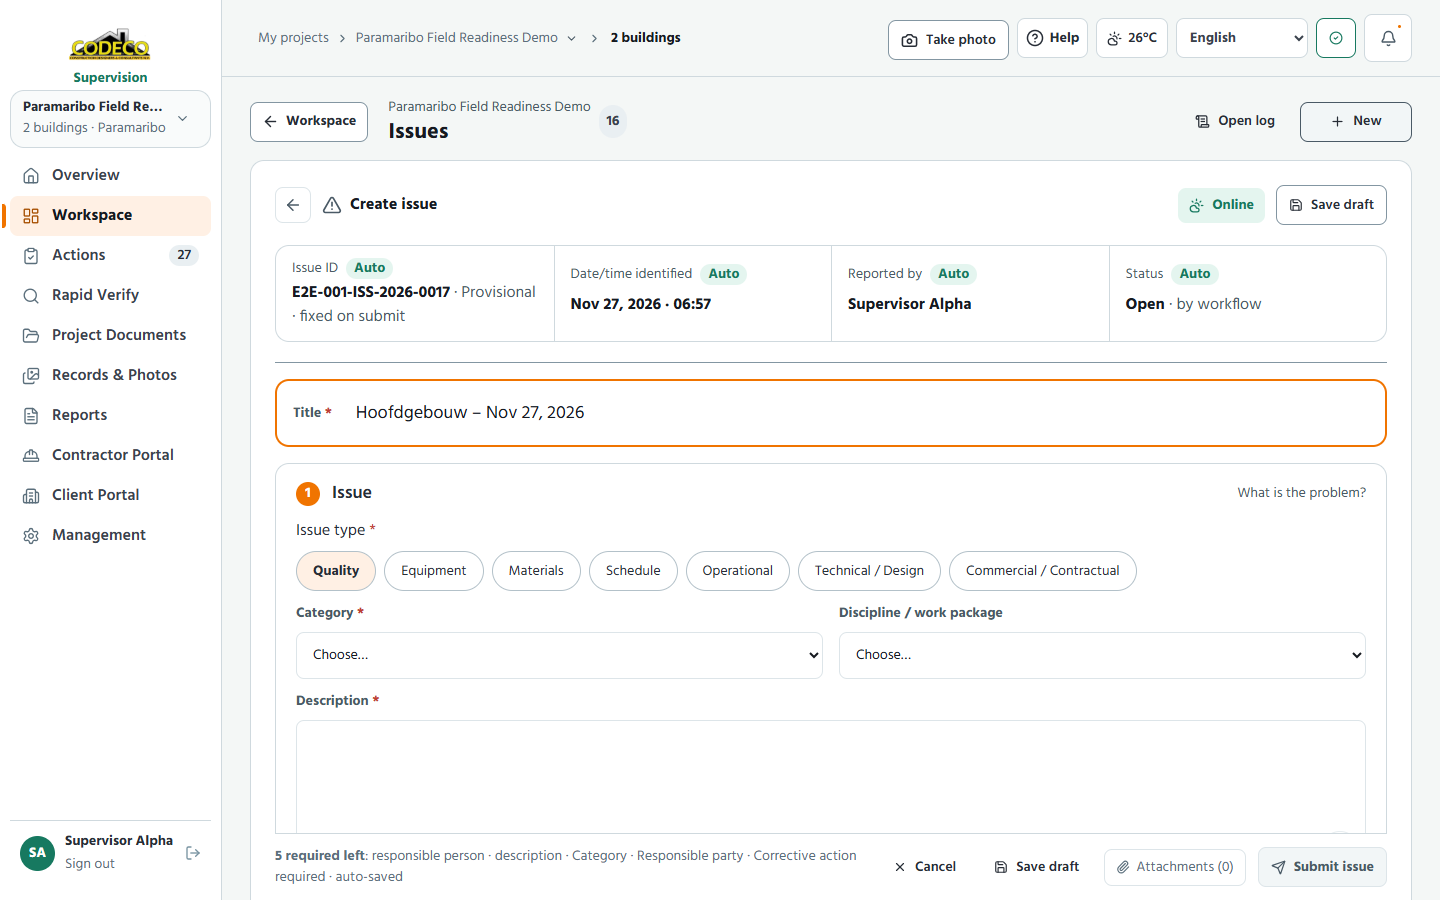 CODECO
Supervision
Paramaribo Field Re...
2 buildings · Paramaribo
Overview
Workspace
Actions 27
Rapid Verify
Project Documents
Records & Photos
Reports
Contractor Portal
Client Portal
Management
SA Supervisor Alpha
Sign out
My projects > Paramaribo Field Readiness Demo > 2 buildings
Take photo
Help
26°C
English
Workspace
Paramaribo Field Readiness Demo
Issues 16
Open log
+ New
Create issue
Online
Save draft
Issue ID Auto
E2E-001-ISS-2026-0017 · Provisional
· fixed on submit
Date/time identified Auto
Nov 27, 2026 · 06:57
Reported by Auto
Supervisor Alpha
Status Auto
Open · by workflow
Title * Hoofdgebouw – Nov 27, 2026
1 Issue What is the problem?
Issue type *
Quality Equipment Materials Schedule Operational Technical / Design Commercial / Contractual
Category * Discipline / work package
Choose... Choose...
Description *
5 required left: responsible person · description · Category · Responsible party · Corrective action
required · auto-saved
Cancel
Save draft
Attachments (0)
Submit issue